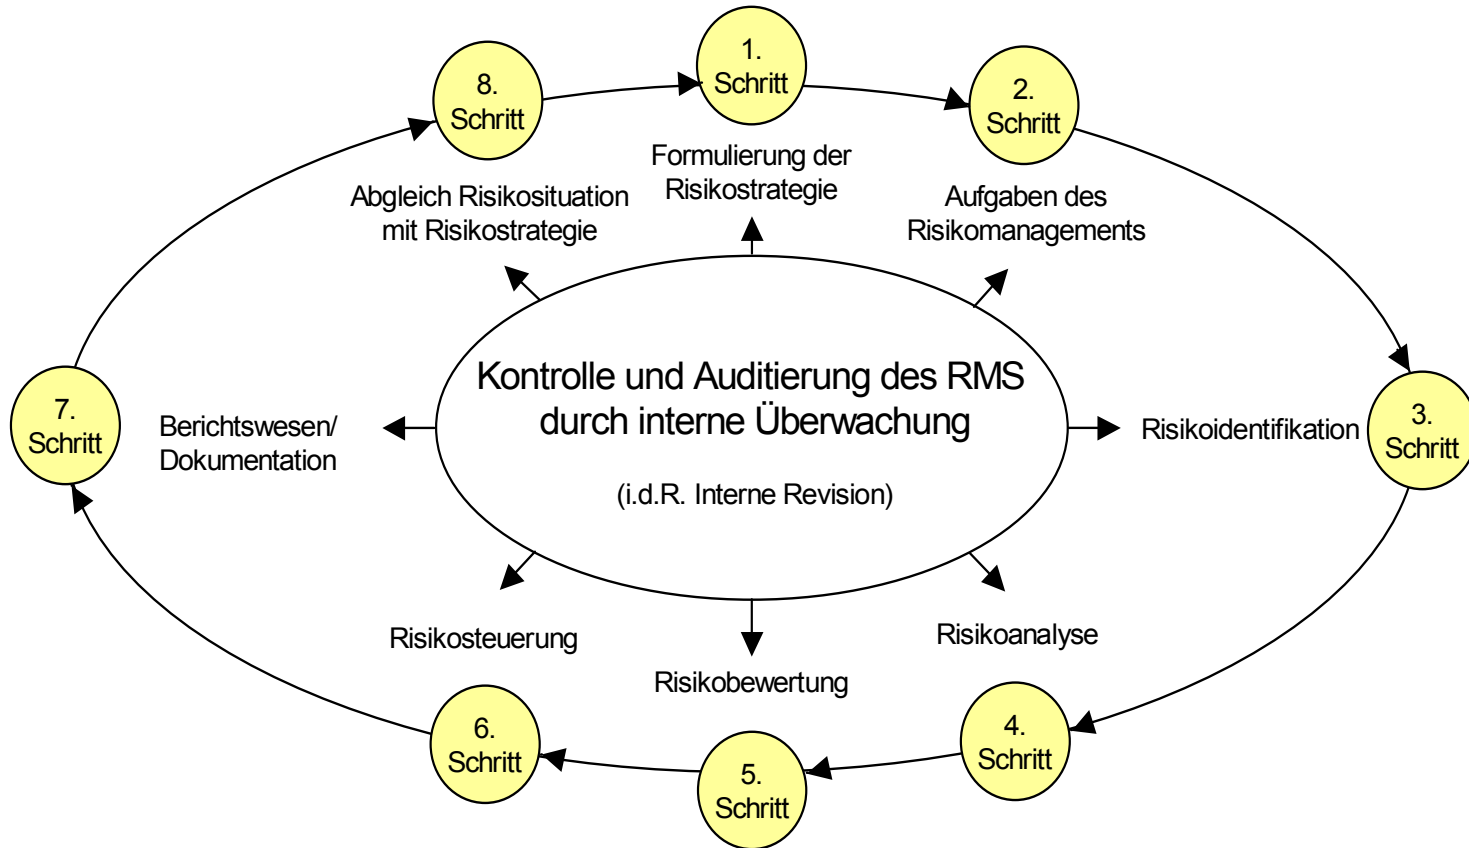 1.
Schritt
Formulierung der
Risikostrategie
2.
Schritt
Aufgaben des
Risikomanagements
3.
Schritt
Risikoidentifikation
4.
Schritt
Risikoanalyse
5.
Schritt
Risikobewertung
6.
Schritt
Risikosteuerung
7.
Schritt
Berichtswesen/
Dokumentation
8.
Schritt
Abgleich Risikosituation
mit Risikostrategie
Kontrolle und Auditierung des RMS
durch interne Überwachung
(i.d.R. Interne Revision)